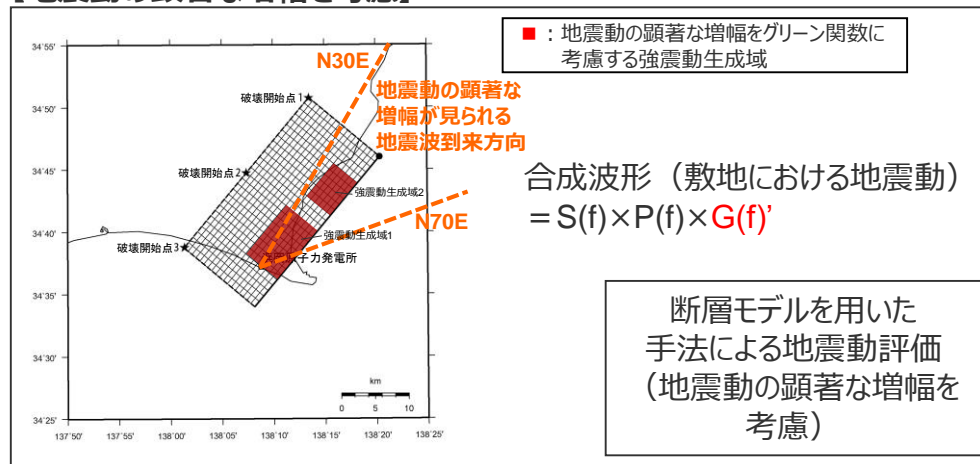 ■：地震動の顕著な増幅をグリーン関数に
考慮する強震動生成域
34°55'
34°50'
34°45'
34°40'
34°35'
34°30'
34°25'
137°50'
137°55'
138°00'
138°05'
138°10'
138°15'
138°20'
138°25'
N30E
地震動の顕著な
増幅が見られる
地震波到来方向
破壊開始点1
破壊開始点2
強震動生成域2
N70E
強震動生成域1
破壊開始点3
子力発電所
km
0 5 10
合成波形（敷地における地震動）
＝S(f)×P(f)×G(f)’
断層モデルを用いた
手法による地震動評価
（地震動の顕著な増幅を
考慮）